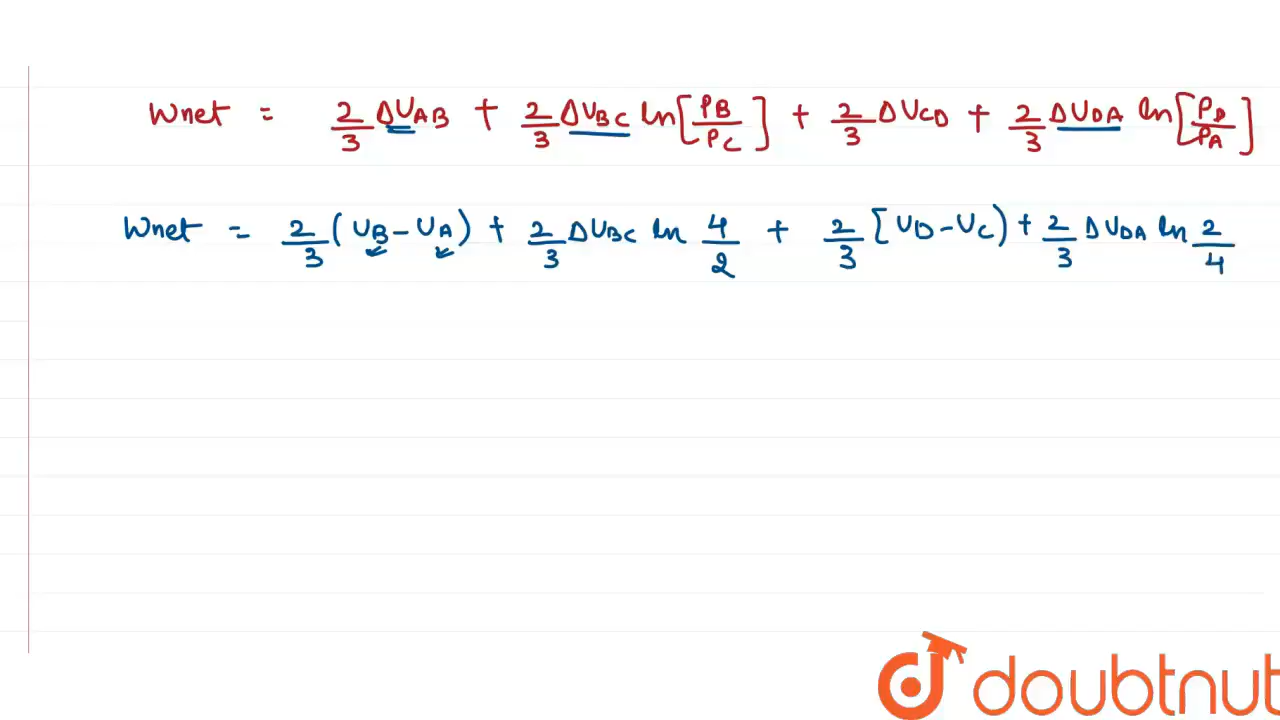 Wnet = 2/3 ΔUAB + 2/3 ΔUBC ln[PB/PC] + 2/3 ΔUCD + 2/3 ΔUDA ln[PD/PA]
Wnet = 2/3 (UB - UA) + 2/3 ΔUBC ln 4/2 + 2/3 [UD - UC) + 2/3 ΔUDA ln 2/4
doubtnut